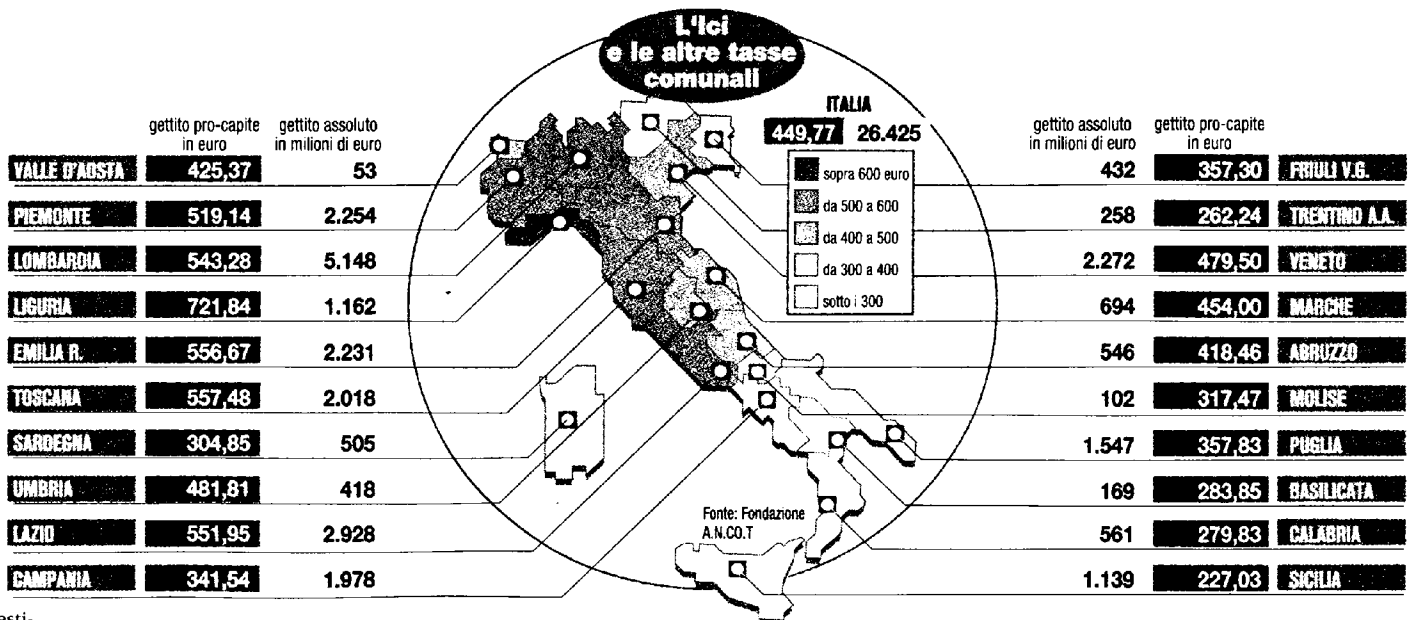 L'Ici
e le altre tasse
comunali
ITALIA
449,77 26.425
gettito pro-capite
in euro
gettito assoluto
in milioni di euro
VALLE D'AOSTA 425,37 53
PIEMONTE 519,14 2.254
LOMBARDIA 543,28 5.148
LIGURIA 721,84 1.162
EMILIA R. 556,67 2.231
TOSCANA 557,48 2.018
SARDEGNA 304,85 505
UMBRIA 481,81 418
LAZIO 551,95 2.928
CAMPANIA 341,54 1.978
sopra 600 euro
da 500 a 600
da 400 a 500
da 300 a 400
sotto i 300
Fonte: Fondazione
A.N.CO.T
gettito assoluto
in milioni di euro
gettito pro-capite
in euro
432 357,30 FRIULI V.G.
258 262,24 TRENTINO A.A.
2.272 479,50 VENETO
694 454,00 MARCHE
546 418,46 ABRUZZO
102 317,47 MOLISE
1.547 357,83 PUGLIA
169 283,85 BASILICATA
561 279,83 CALABRIA
1.139 227,03 SICILIA